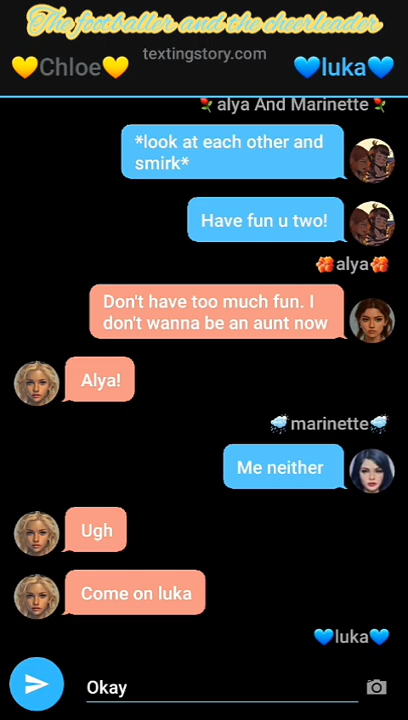 The footballer and the cheerleader
textingstory.com
💛Chloe💛
💙luka💙
🌹alya And Marinette🌹
*look at each other and
smirk*
Have fun u two!
🎁alya🎁
Don't have too much fun. I
don't wanna be an aunt now
Alya!
🌧️marinette🌧️
Me neither
Ugh
Come on luka
💙luka💙
Okay